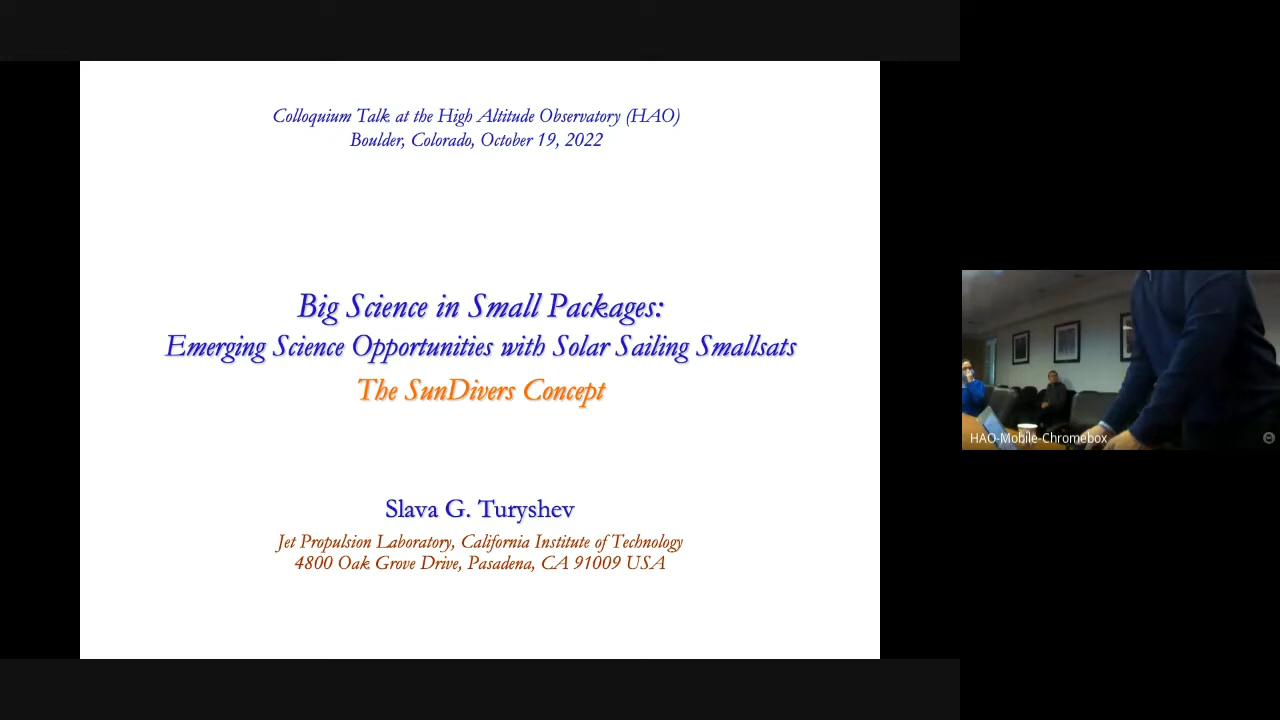 Colloquium Talk at the High Altitude Observatory (HAO)
Boulder, Colorado, October 19, 2022
Big Science in Small Packages:
Emerging Science Opportunities with Solar Sailing Smallsats
The SunDivers Concept
Slava G. Turyshev
Jet Propulsion Laboratory, California Institute of Technology
4800 Oak Grove Drive, Pasadena, CA 91009 USA
HAO-Mobile-Chromebox